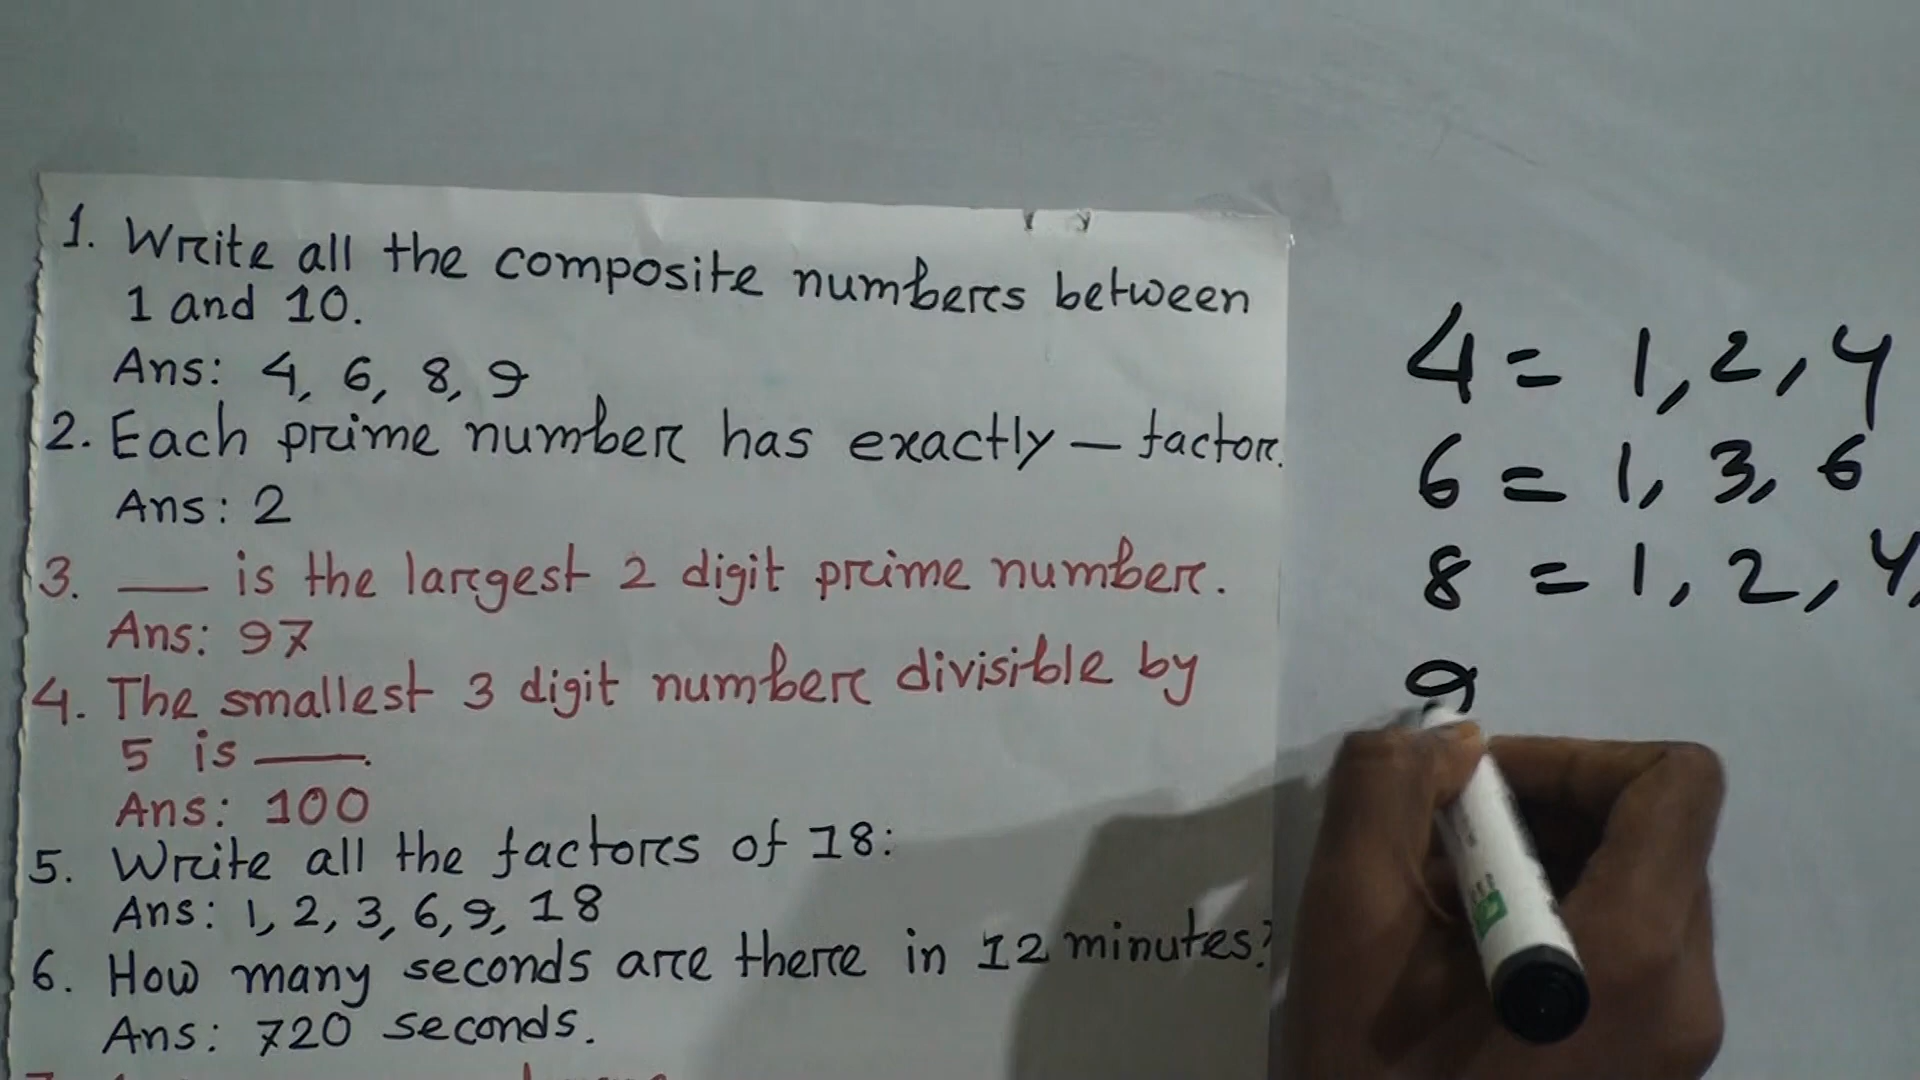 1. Write all the composite numbers between
1 and 10.
Ans: 4, 6, 8, 9
2. Each prime number has exactly — factor.
Ans: 2
3. ___ is the largest 2 digit prime number.
Ans: 97
4. The smallest 3 digit number divisible by
5 is ___.
Ans: 100
5. Write all the factors of 18:
Ans: 1, 2, 3, 6, 9, 18
6. How many seconds are there in 12 minutes?
Ans: 720 seconds.
4 = 1, 2, 4
6 = 1, 3, 6
8 = 1, 2, 4,
9